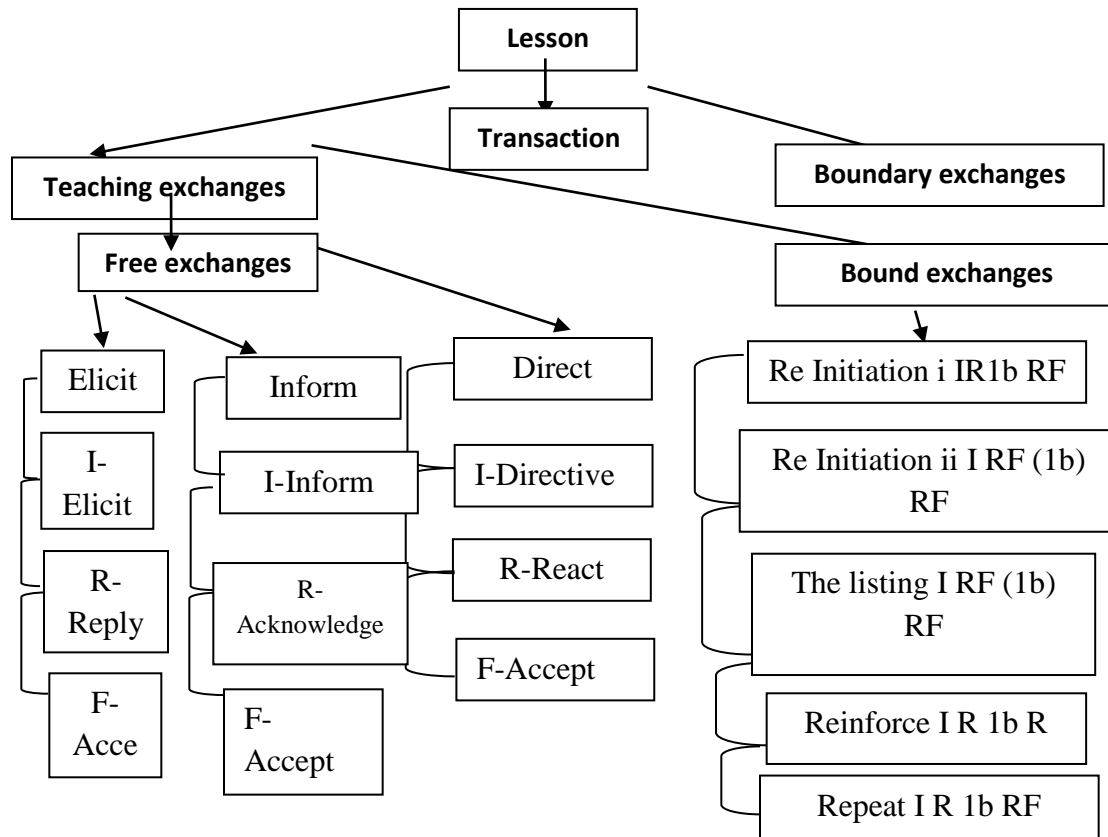 Lesson
Transaction
Teaching exchanges
Boundary exchanges
Free exchanges
Bound exchanges
Elicit
I-
Elicit
R-
Reply
F-
Acce
Inform
I-Inform
R-
Acknowledge
F-
Accept
Direct
I-Directive
R-React
F-Accept
Re Initiation i IR1b RF
Re Initiation ii I RF (1b)
RF
The listing I RF (1b)
RF
Reinforce I R 1b R
Repeat I R 1b RF